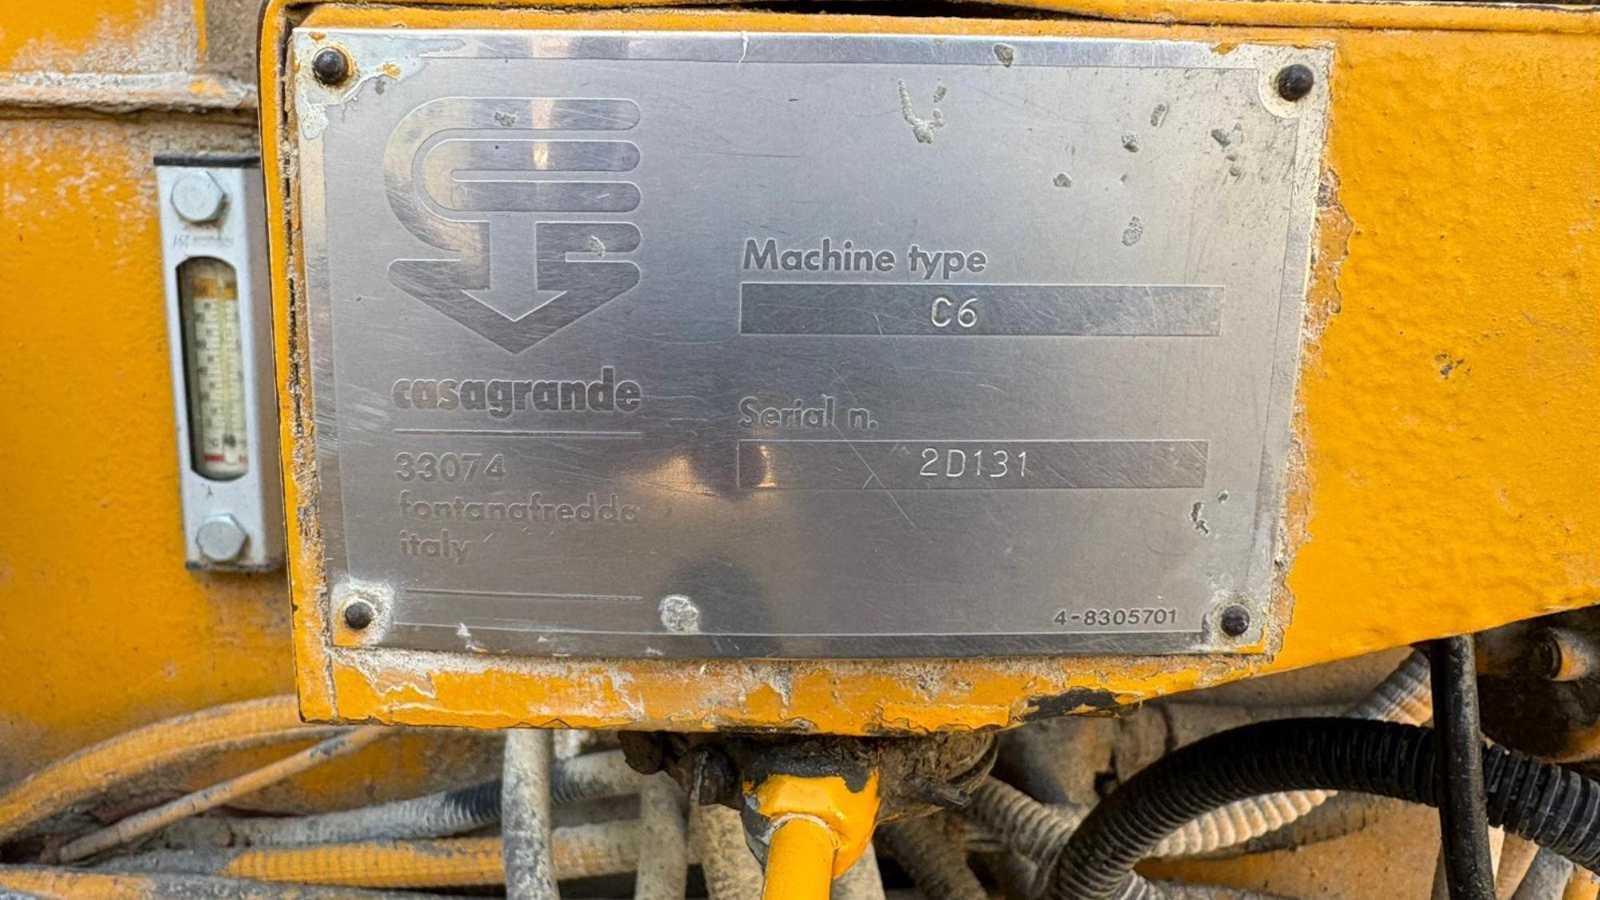 casagrande
33074
fontanafredda
italy
Machine type
C6
Serial n.
2D131
4-8305701